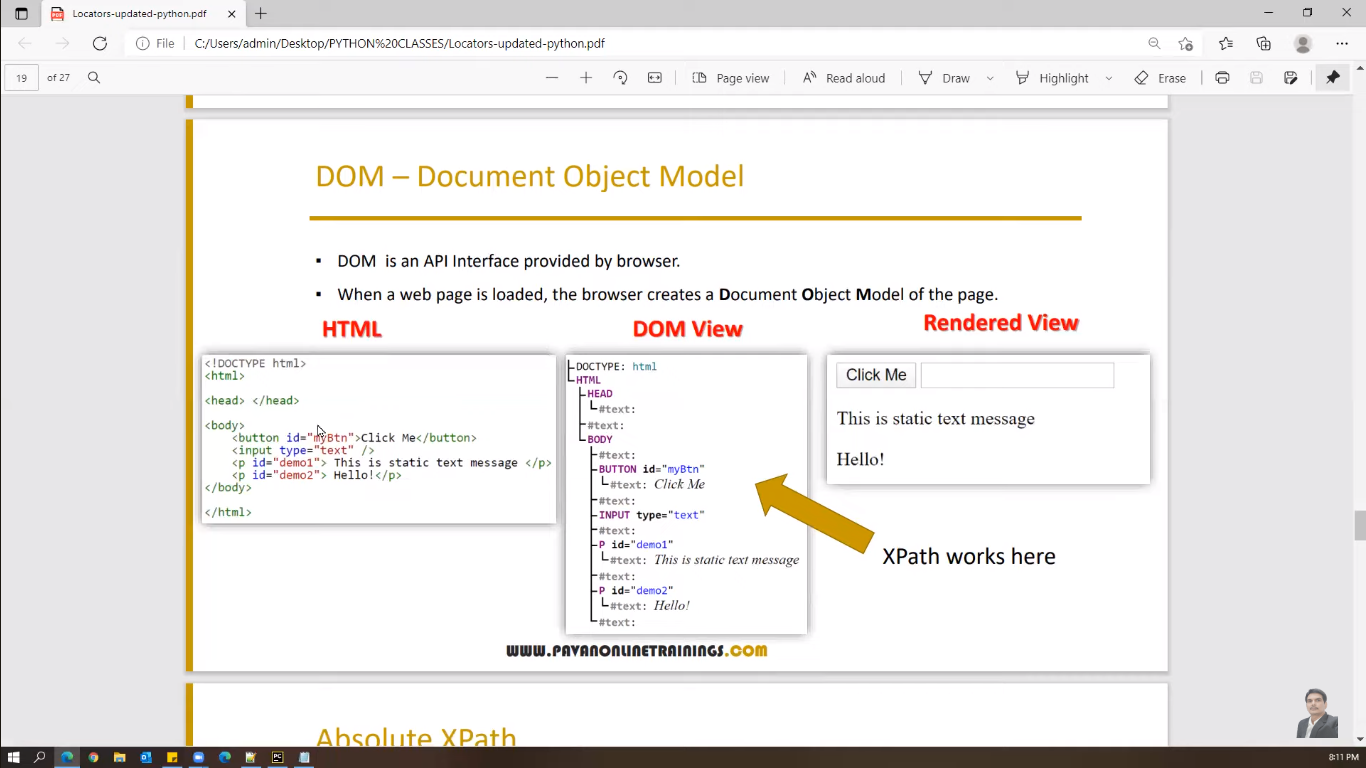 Locators-updated-python.pdf
File C:/Users/admin/Desktop/PYTHON%20CLASSES/Locators-updated-python.pdf
19 of 27 Page view Read aloud Draw Highlight Erase
DOM – Document Object Model
▪ DOM is an API Interface provided by browser.
▪ When a web page is loaded, the browser creates a Document Object Model of the page.
HTML
<!DOCTYPE html>
<html>
<head> </head>
<body>
<button id="myBtn">Click Me</button>
<input type="text" />
<p id="demo1"> This is static text message </p>
<p id="demo2"> Hello!</p>
</body>
</html>
DOM View
DOCTYPE: html
HTML
HEAD
#text:
#text:
BODY
#text:
BUTTON id="myBtn"
#text: Click Me
#text:
INPUT type="text"
#text:
P id="demo1"
#text: This is static text message
#text:
P id="demo2"
#text: Hello!
#text:
Rendered View
Click Me
This is static text message
Hello!
XPath works here
WWW.PAVANONLINETRAININGS.COM
Absolute XPath
8:11 PM